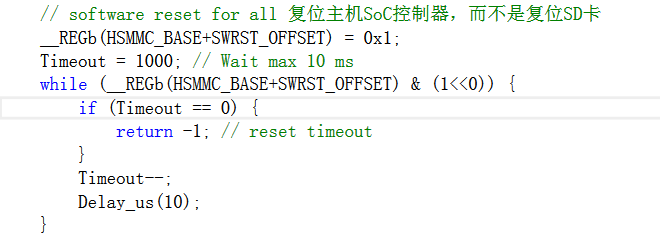 // software reset for all 复位主机SoC控制器，而不是复位SD卡
__REGb(HSMMC_BASE+SWRST_OFFSET) = 0x1;
Timeout = 1000; // Wait max 10 ms
while (__REGb(HSMMC_BASE+SWRST_OFFSET) & (1<<0)) {
    if (Timeout == 0) {
        return -1; // reset timeout
    }
    Timeout--;
    Delay_us(10);
}